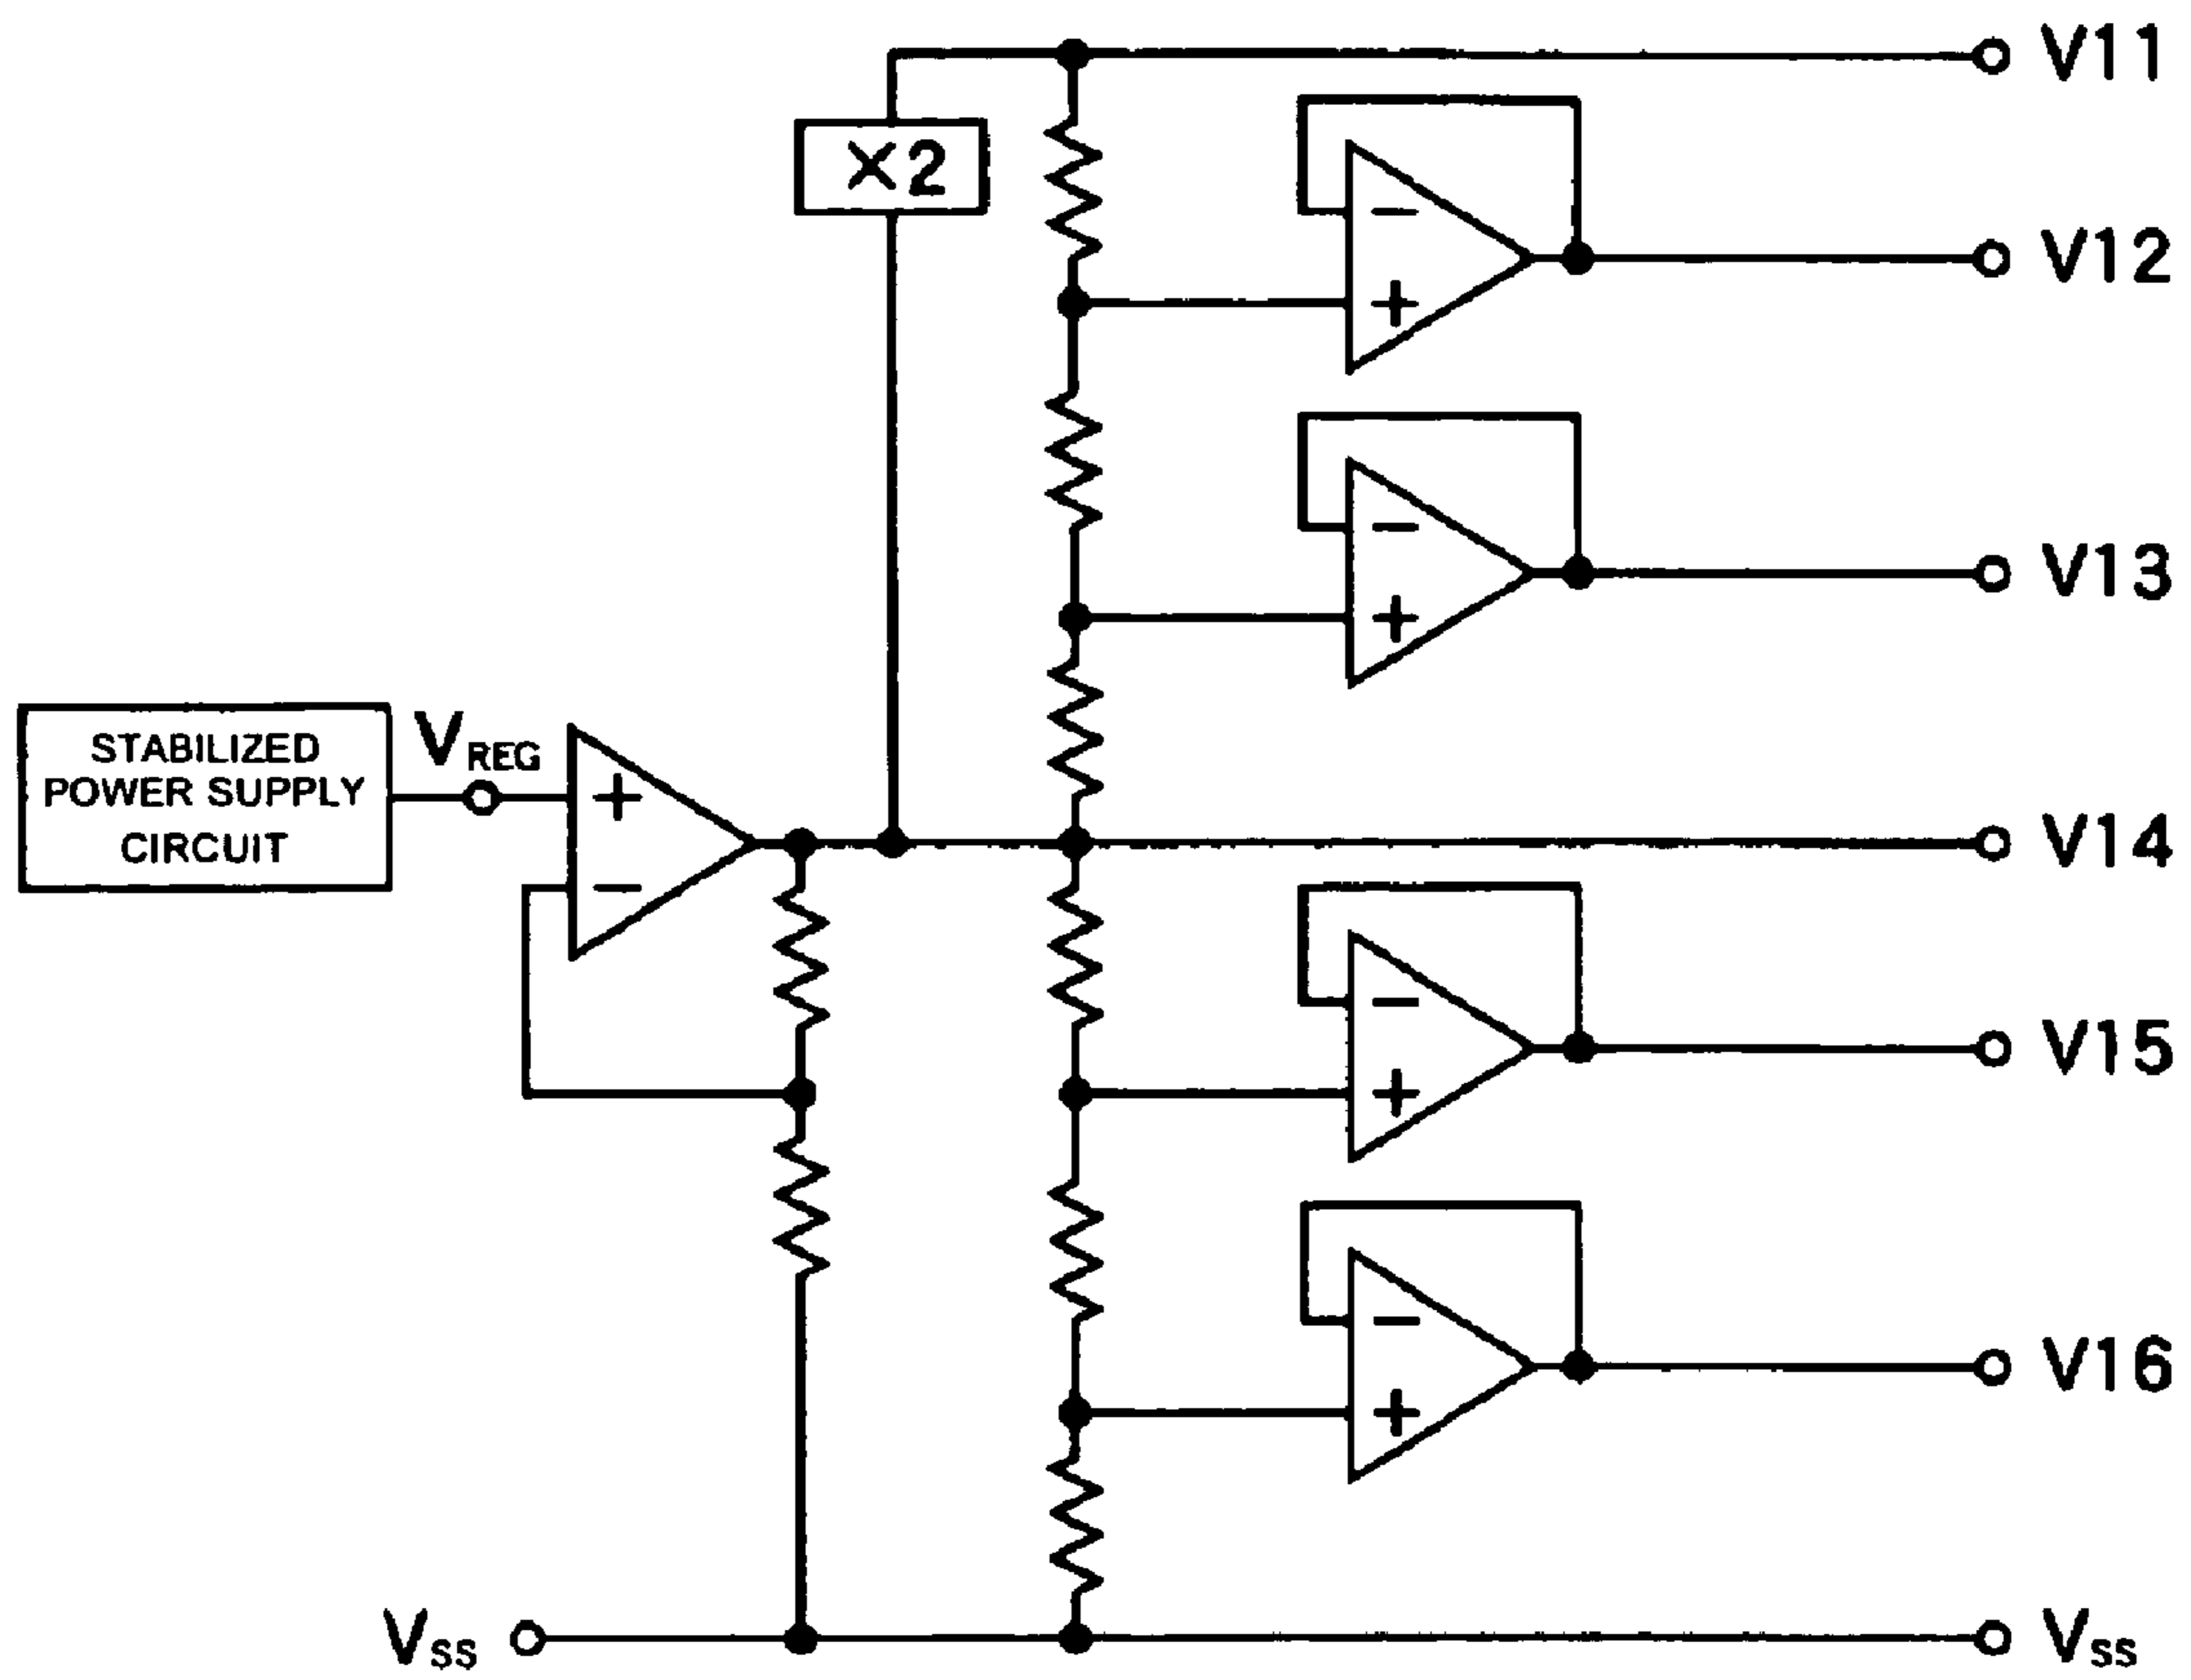 V11
×2
−
+
V12
−
+
V13
STABILIZED
POWER SUPPLY
CIRCUIT
VREG
+
−
V14
−
+
V15
−
+
V16
VSS
VSS